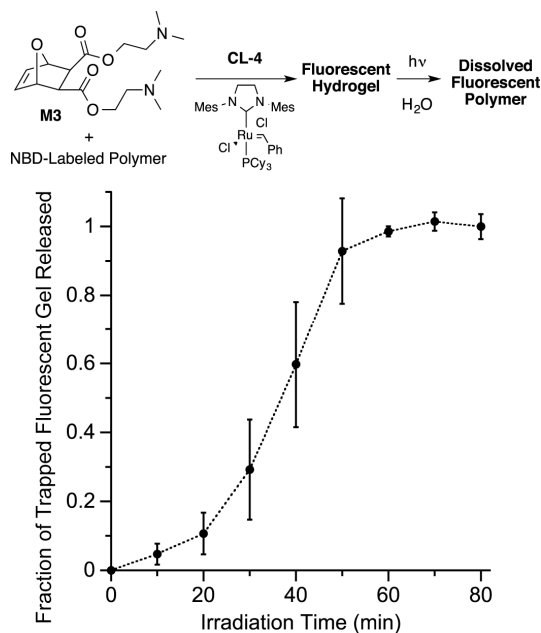 O
O
O
N
O
O
N
M3
+
NBD-Labeled Polymer
CL-4
Mes
N
N
Mes
Cl
Ru
Cl
Ph
PCy3
Fluorescent
Hydrogel
hν
H2O
Dissolved
Fluorescent
Polymer
Fraction of Trapped Fluorescent Gel Released
1
0.8
0.6
0.4
0.2
0
0
20
40
60
80
Irradiation Time (min)